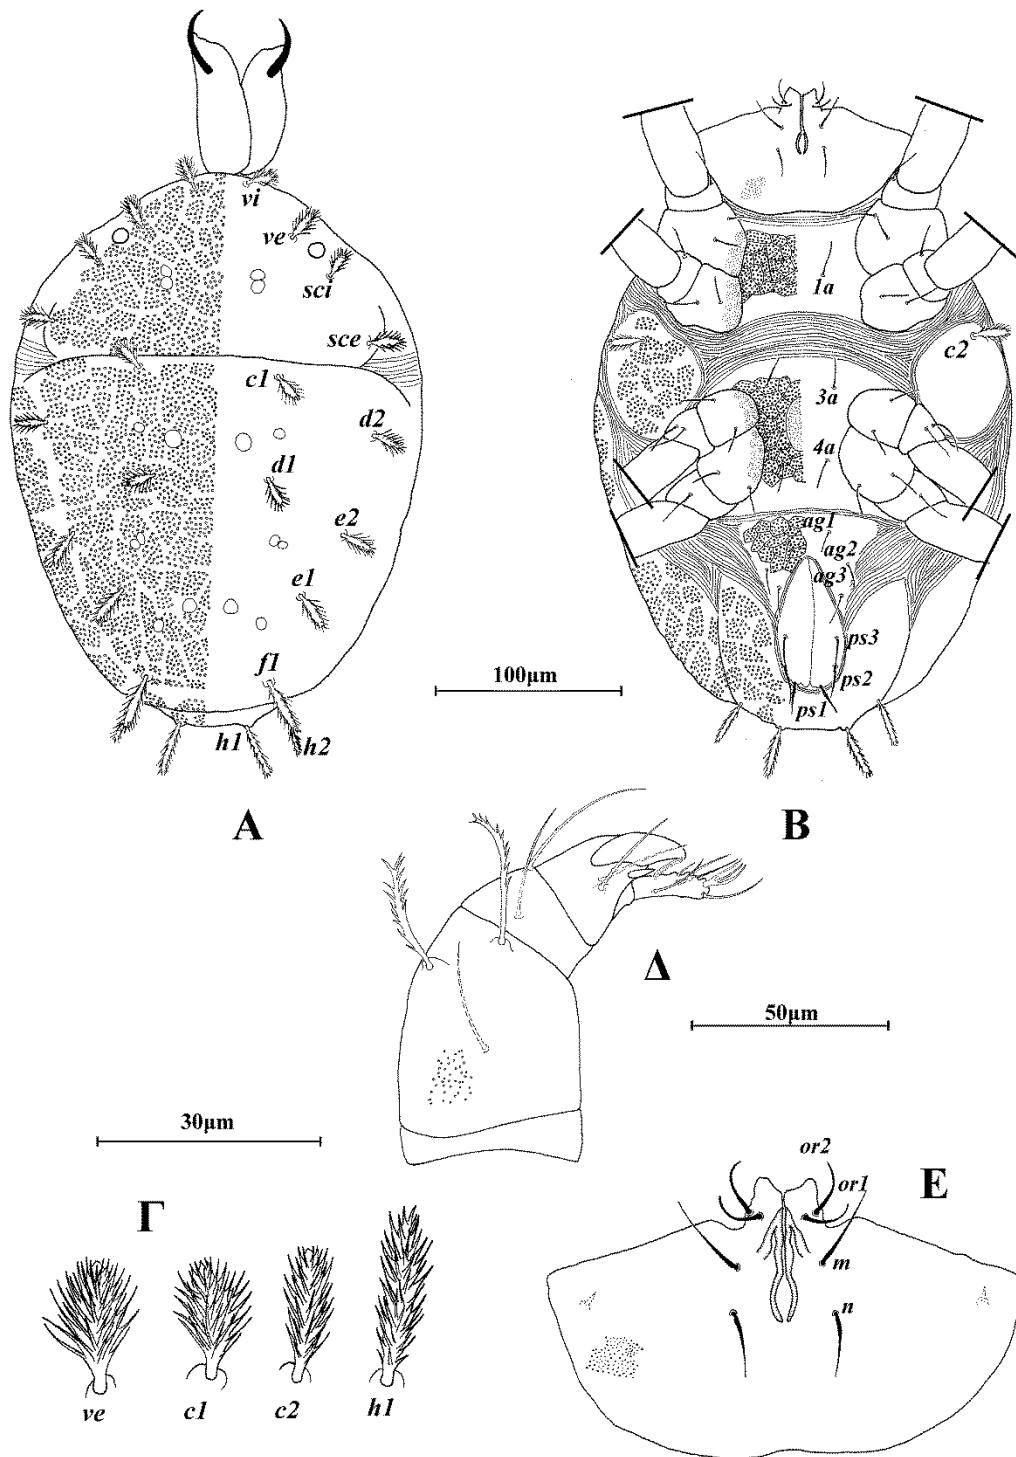 vi
ve
sci
sce
c1
d2
d1
e2
e1
f1
h1
h2
A
100μm
1a
c2
3a
4a
ag1
ag2
ag3
ps3
ps2
ps1
B
Δ
50μm
30μm
Γ
ve
c1
c2
h1
or2
or1
E
m
n